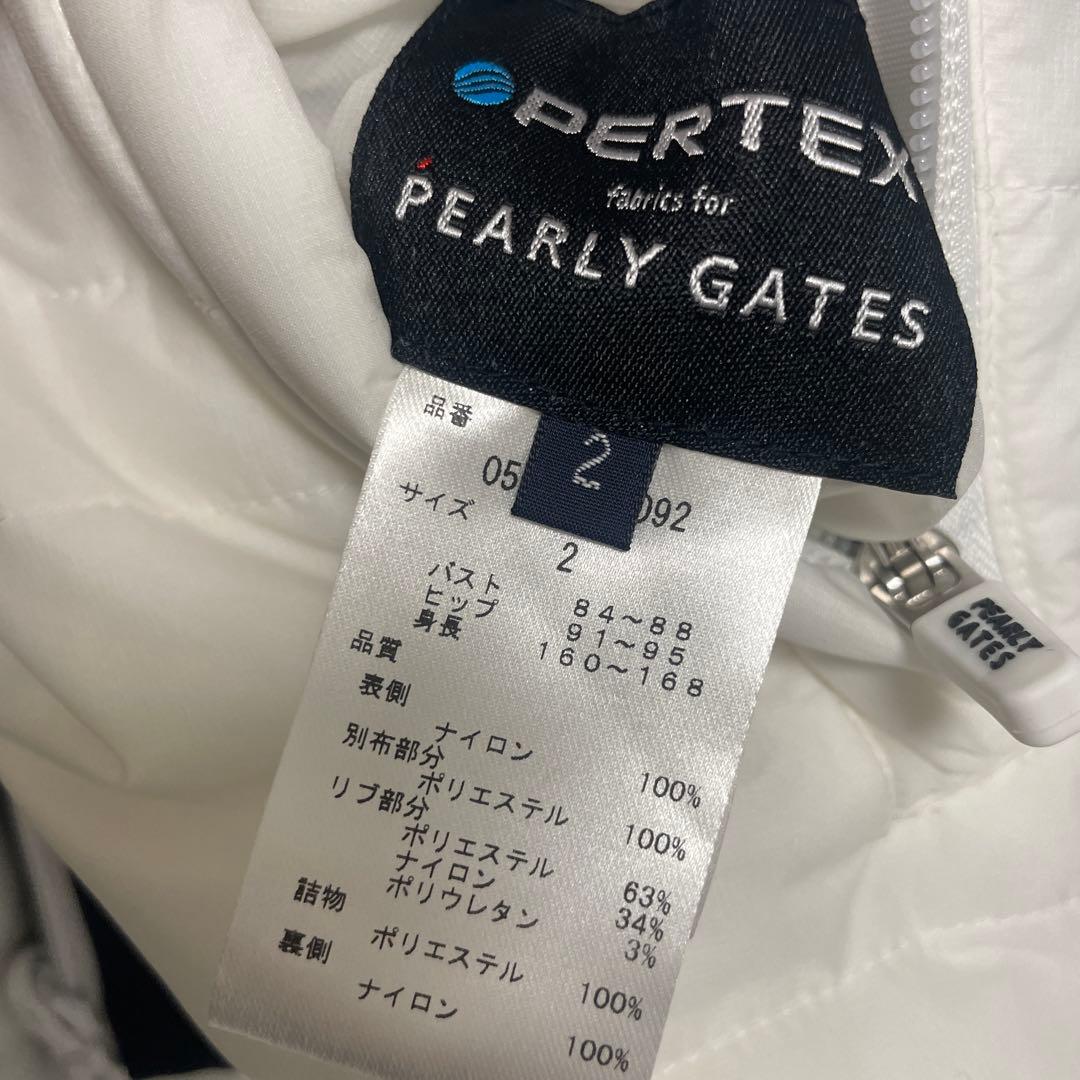 PERTEX
fabrics for
PEARLY GATES
2
品番
05 092
サイズ
2
バスト 84～88
ヒップ 91～95
身長 160～168
品質
表側
ナイロン 100%
別布部分
ポリエステル 100%
リブ部分
ポリエステル 63%
ナイロン 34%
ポリウレタン 3%
詰物
ポリエステル 100%
裏側
ナイロン 100%
PEARLY
GATES